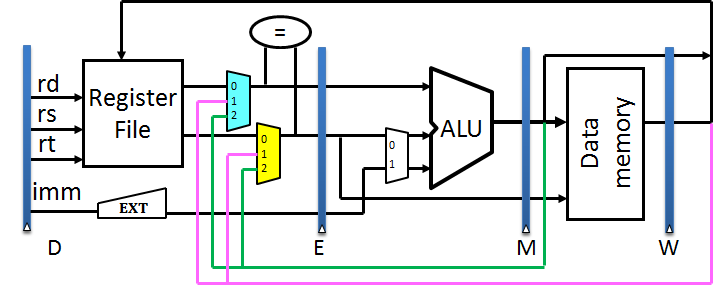 =
0
1
2
rd
rs
rt
Register
File
0
1
2
0
1
ALU
Data
memory
imm
EXT
D
E
M
W